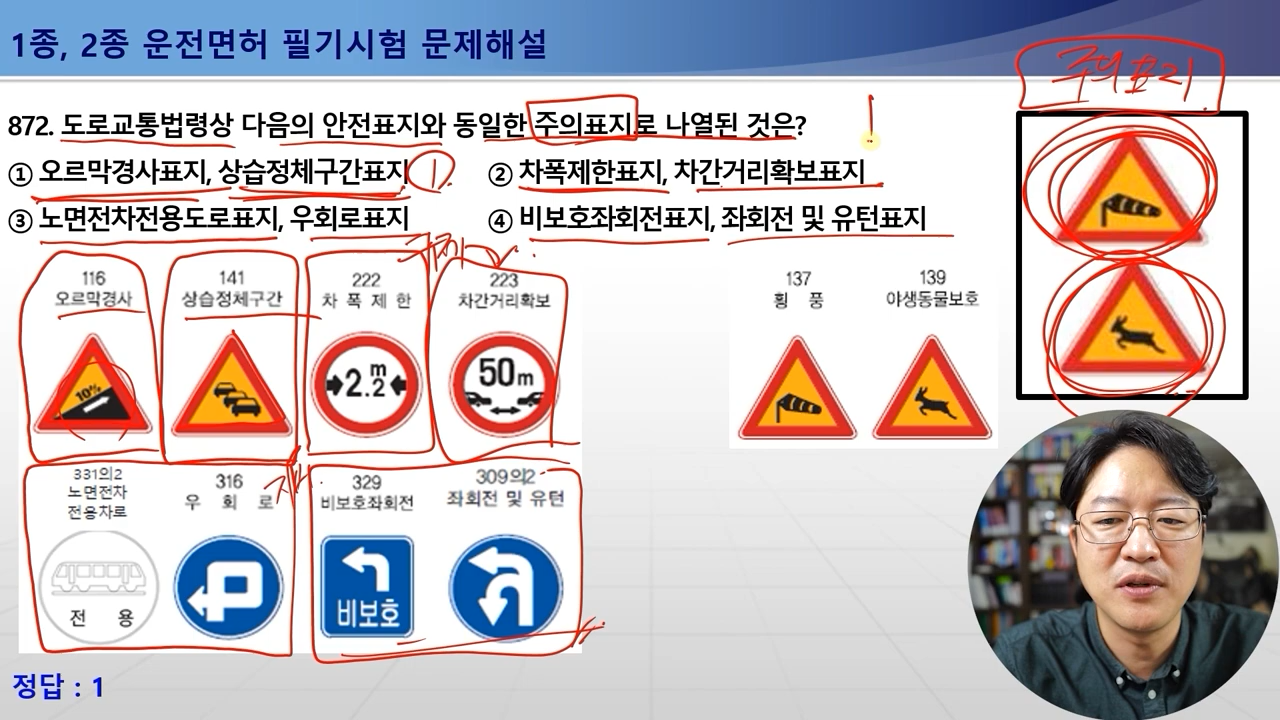 1종, 2종 운전면허 필기시험 문제해설
주의표지
872. 도로교통법령상 다음의 안전표지와 동일한 주의표지로 나열된 것은?
① 오르막경사표지, 상습정체구간표지 ② 차폭제한표지, 차간거리확보표지
③ 노면전차전용도로표지, 우회로표지 ④ 비보호좌회전표지, 좌회전 및 유턴표지
116 141 222 223
오르막경사 상습정체구간 차 폭 제 한 차간거리확보
10% 2.2m 50m
137 139
횡 풍 야생동물보호
331의2 316 329 309의2
노면전차 우 회 로 비보호좌회전 좌회전 및 유턴
전용차로
전 용 비보호
정답 : 1